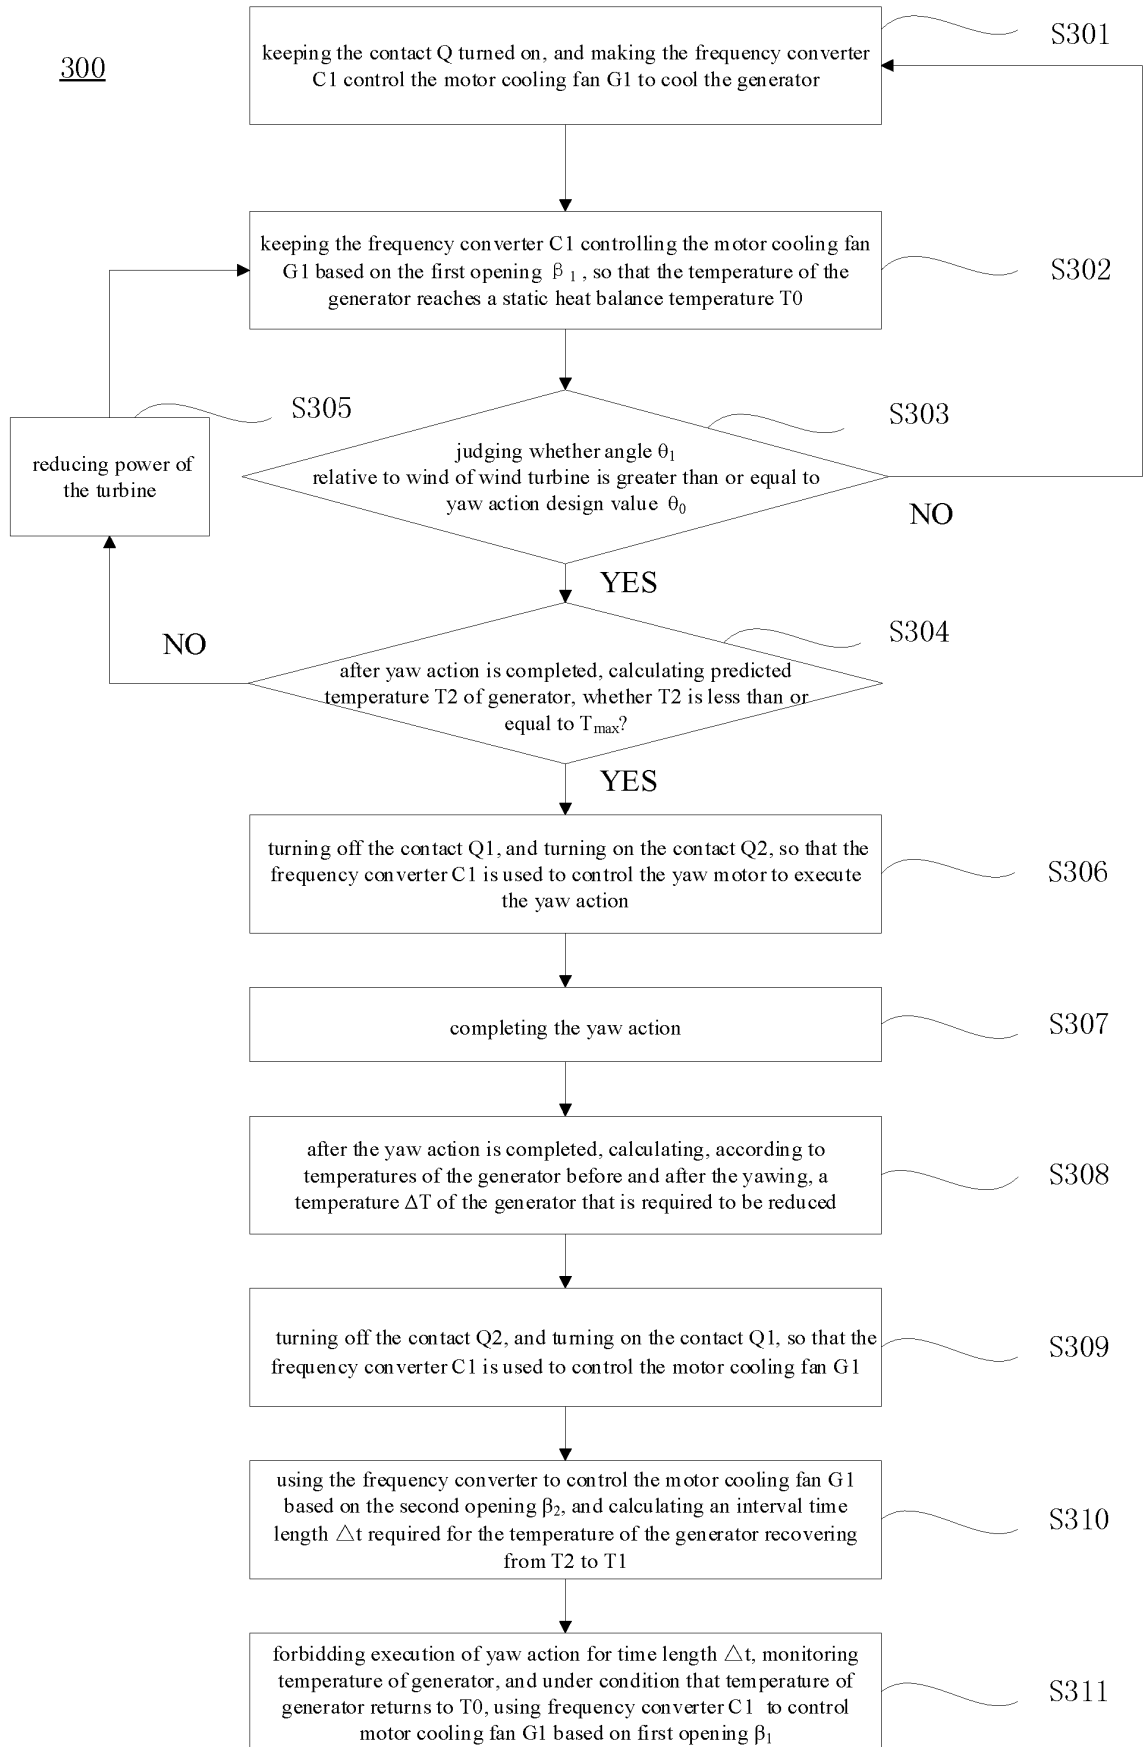 300
S301
keeping the contact Q turned on, and making the frequency converter
C1 control the motor cooling fan G1 to cool the generator
keeping the frequency converter C1 controlling the motor cooling fan
G1 based on the first opening β₁, so that the temperature of the
generator reaches a static heat balance temperature T0
S302
S305
reducing power of
the turbine
S303
judging whether angle θ₁
relative to wind of wind turbine is greater than or equal to
yaw action design value θ₀
NO
YES
S304
NO
after yaw action is completed, calculating predicted
temperature T2 of generator, whether T2 is less than or
equal to Tmax?
YES
turning off the contact Q1, and turning on the contact Q2, so that the
frequency converter C1 is used to control the yaw motor to execute
the yaw action
S306
completing the yaw action
S307
after the yaw action is completed, calculating, according to
temperatures of the generator before and after the yawing, a
temperature ΔT of the generator that is required to be reduced
S308
turning off the contact Q2, and turning on the contact Q1, so that the
frequency converter C1 is used to control the motor cooling fan G1
S309
using the frequency converter to control the motor cooling fan G1
based on the second opening β₂, and calculating an interval time
length △t required for the temperature of the generator recovering
from T2 to T1
S310
forbidding execution of yaw action for time length △t, monitoring
temperature of generator, and under condition that temperature of
generator returns to T0, using frequency converter C1 to control
motor cooling fan G1 based on first opening β₁
S311